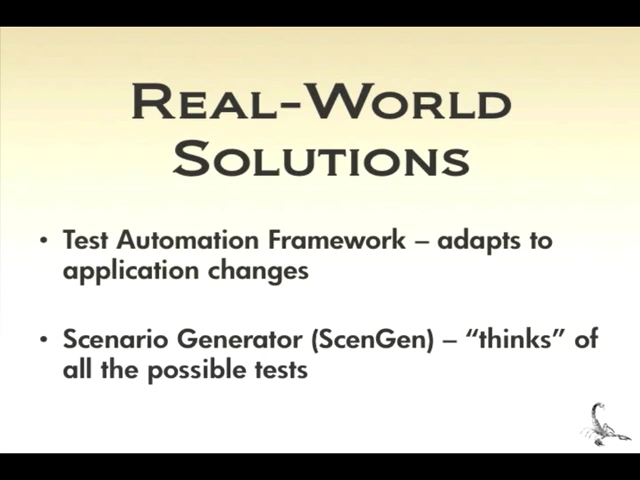 Real-World
Solutions
• Test Automation Framework – adapts to
application changes
• Scenario Generator (ScenGen) – “thinks” of
all the possible tests